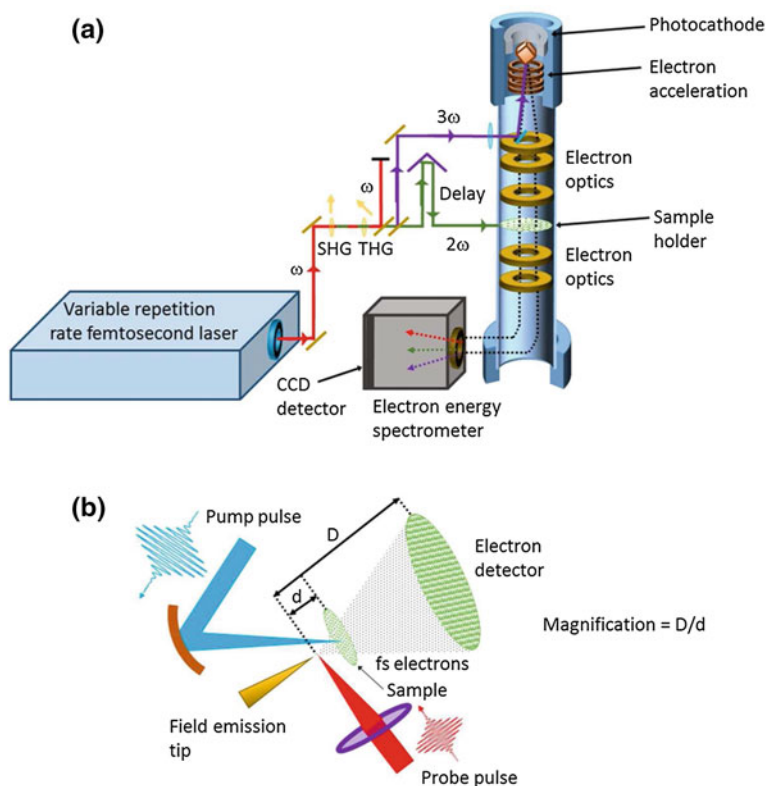 (a)
Photocathode
Electron
acceleration
3ω
ω
Electron
optics
Delay
Sample
holder
SHG THG
2ω
ω
Electron
optics
Variable repetition
rate femtosecond laser
CCD
detector
Electron energy
spectrometer
(b)
Pump pulse
D
Electron
detector
d
Magnification = D/d
fs electrons
Sample
Field emission
tip
Probe pulse